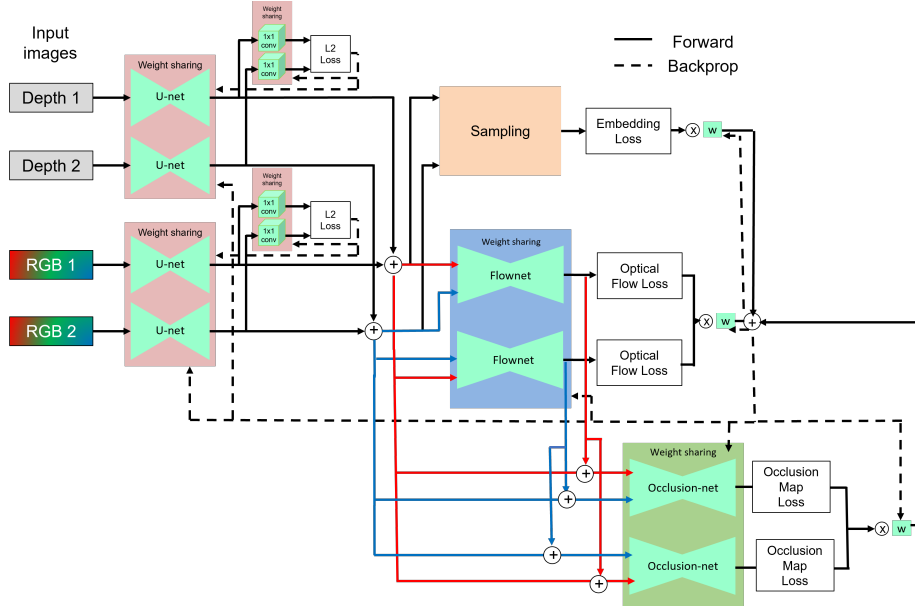 Input
images
Depth 1
Depth 2
RGB 1
RGB 2
Weight sharing
U-net
U-net
Weight sharing
U-net
U-net
Weight
sharing
1x1
conv
1x1
conv
L2
Loss
Weight
sharing
1x1
conv
1x1
conv
L2
Loss
Forward
Backprop
Sampling
Embedding
Loss
X
w
+
+
Weight sharing
Flownet
Flownet
Optical
Flow Loss
Optical
Flow Loss
X
w
+
Weight sharing
Occlusion-net
Occlusion-net
+
+
+
+
Occlusion
Map
Loss
Occlusion
Map
Loss
X
w